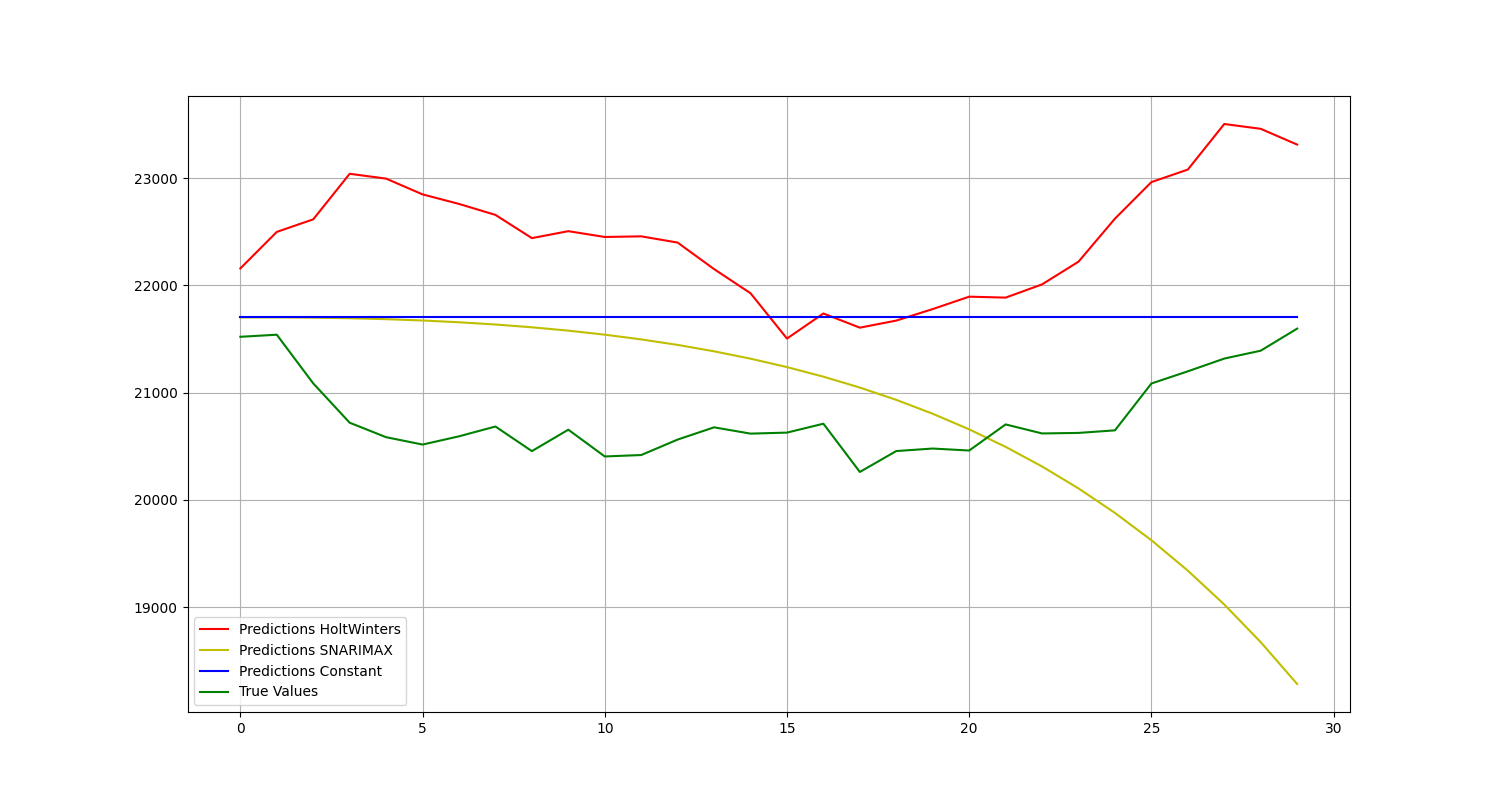 23000
22000
21000
20000
19000
Predictions HoltWinters
Predictions SNARIMAX
Predictions Constant
True Values
0 5 10 15 20 25 30